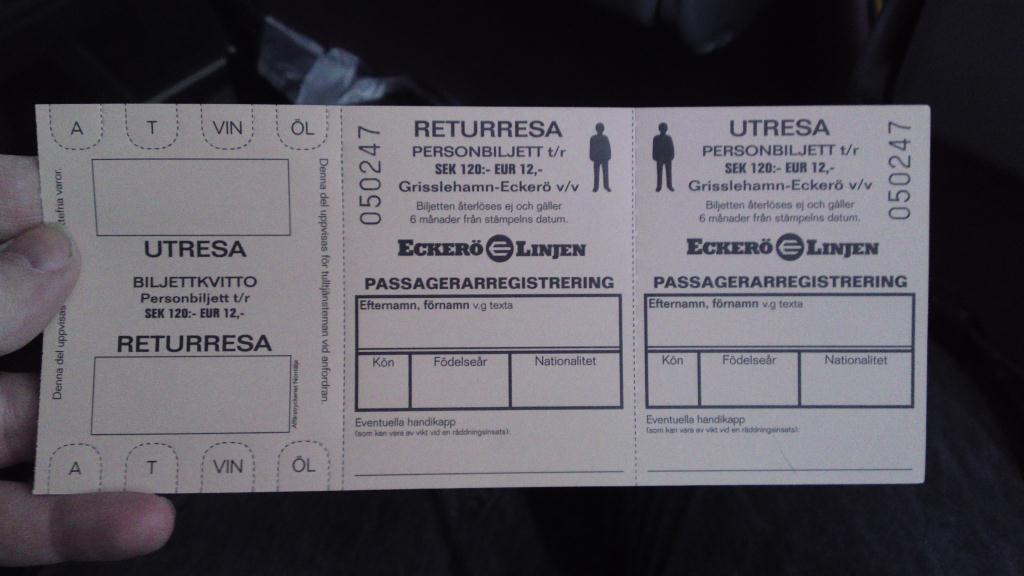 A T VIN ÖL
UTRESA
BILJETTKVITTO
Personbiljett t/r
SEK 120:- EUR 12,-
RETURRESA
A T VIN ÖL
Denna del uppvisas
Denna del uppvisas för tulltjänsteman vid anfordran.
050247
RETURRESA
PERSONBILJETT t/r
SEK 120:- EUR 12,-
Grisslehamn-Eckerö v/v
Biljetten återlöses ej och gäller
6 månader från stämpelns datum.
ECKERÖ LINJEN
PASSAGERARREGISTRERING
Efternamn, förnamn v.g texta
Kön Födelseår Nationalitet
Eventuella handikapp
(som kan vara av vikt vid en räddningsinsats):
UTRESA
PERSONBILJETT t/r
SEK 120:- EUR 12,-
Grisslehamn-Eckerö v/v
Biljetten återlöses ej och gäller
6 månader från stämpelns datum.
050247
ECKERÖ LINJEN
PASSAGERARREGISTRERING
Efternamn, förnamn v.g texta
Kön Födelseår Nationalitet
Eventuella handikapp
(som kan vara av vikt vid en räddningsinsats):